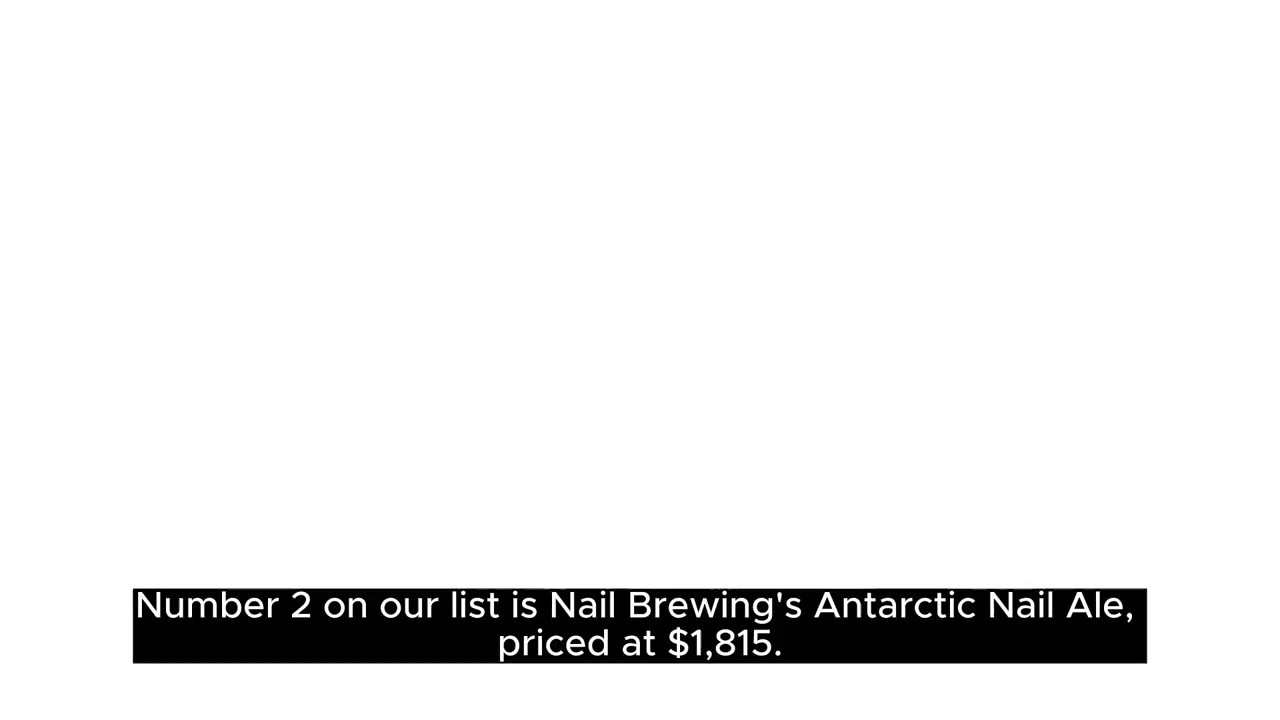 Number 2 on our list is Nail Brewing's Antarctic Nail Ale,
priced at $1,815.